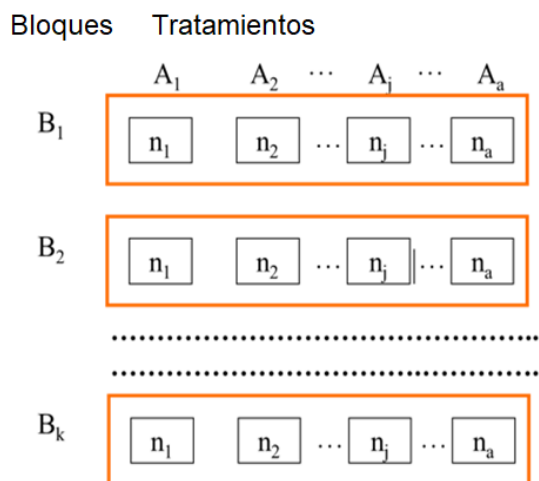 Bloques Tratamientos
A₁ A₂ ⋯ Aⱼ ⋯ Aₐ
B₁ n₁ n₂ ⋯ nⱼ ⋯ nₐ
B₂ n₁ n₂ ⋯ nⱼ ⋯ nₐ
Bₖ n₁ n₂ ⋯ nⱼ ⋯ nₐ